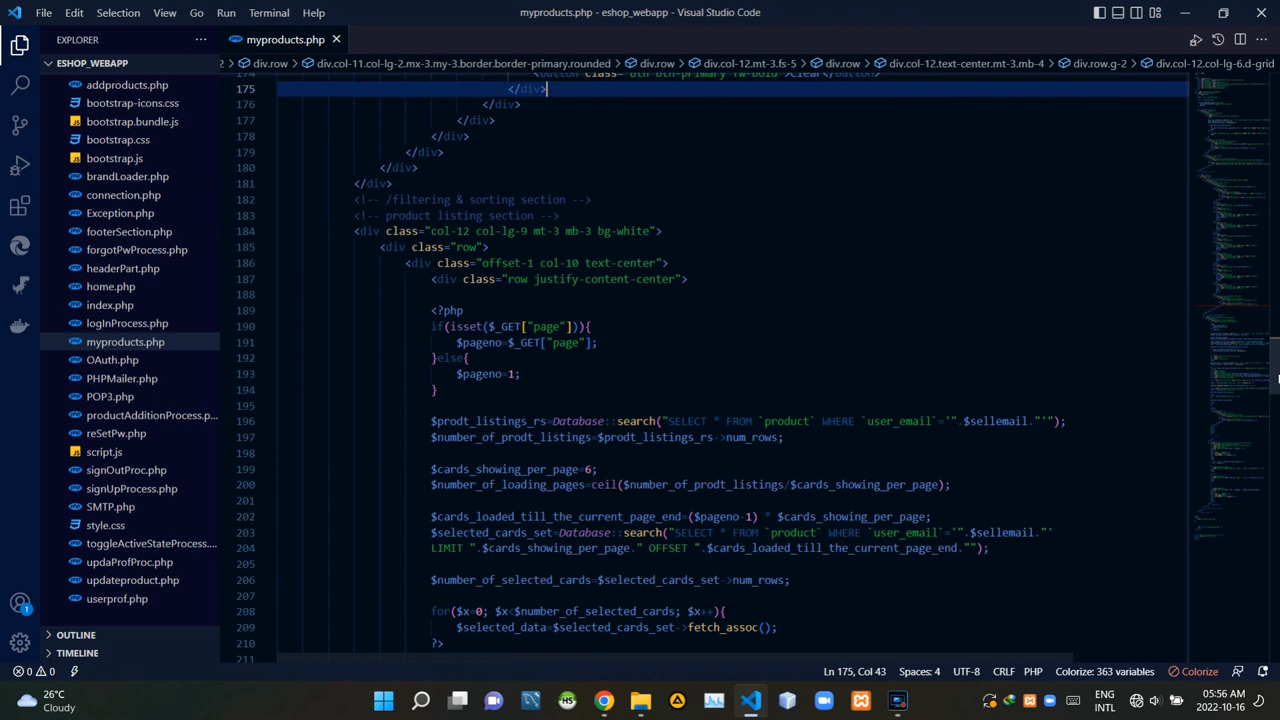 File Edit Selection View Go Run Terminal Help
myproducts.php - eshop_webapp - Visual Studio Code
EXPLORER
myproducts.php
ESHOP_WEBAPP
div.row
div.col-11.col-lg-2.mx-3.my-3.border.border-primary.rounded
div.row
div.col-12.mt-3.fs-5
div.row
div.col-12.text-center.mt-3.mb-4
div.row.g-2
div.col-12.col-lg-6.d-grid
addproducts.php
bootstrap-icons.css
bootstrap.bundle.js
bootstrap.css
bootstrap.js
brandLoader.php
connection.php
Exception.php
footerSection.php
forgotPwProcess.php
headerPart.php
home.php
index.php
logInProcess.php
myproducts.php
OAuth.php
PHPMailer.php
productAdditionProcess.p...
reSetPw.php
script.js
signOutProc.php
signUpProcess.php
style.css
toggleActiveStateProcess....
updaProfProc.php
updateproduct.php
userprof.php
OUTLINE
TIMELINE
174 <button class="btn btn-primary fw-bold">Clear</button>
175 </div>
176 </div>
177 </div>
178 </div>
179 </div>
180 </div>
181 </div>
182 <!-- /filtering & sorting section -->
183 <!-- product listing section -->
184 <div class="col-12 col-lg-9 mt-3 mb-3 bg-white">
185 <div class="row">
186 <div class="offset-1 col-10 text-center">
187 <div class="row justify-content-center">
188
189 <?php
190 if(isset($_GET["page"])){
191 $pageno=$_GET["page"];
192 }else{
193 $pageno=1;
194 }
195
196 $prodt_listings_rs=Database::search("SELECT * FROM `product` WHERE `user_email`='".$sellemail."'");
197 $number_of_prodt_listings=$prodt_listings_rs->num_rows;
198
199 $cards_showing_per_page=6;
200 $number_of_landing_pages=ceil($number_of_prodt_listings/$cards_showing_per_page);
201
202 $cards_loaded_till_the_current_page_end=($pageno-1) * $cards_showing_per_page;
203 $selected_cards_set=Database::search("SELECT * FROM `product` WHERE `user_email`='".$sellemail."'
204 LIMIT ".$cards_showing_per_page." OFFSET ".$cards_loaded_till_the_current_page_end."");
205
206 $number_of_selected_cards=$selected_cards_set->num_rows;
207
208 for($x=0; $x<$number_of_selected_cards; $x++){
209 $selected_data=$selected_cards_set->fetch_assoc();
210 ?>
211
0 0
Ln 175, Col 43 Spaces: 4 UTF-8 CRLF PHP Colorize: 363 variables Colorize
26°C
Cloudy
ENG
INTL
05:56 AM
2022-10-16